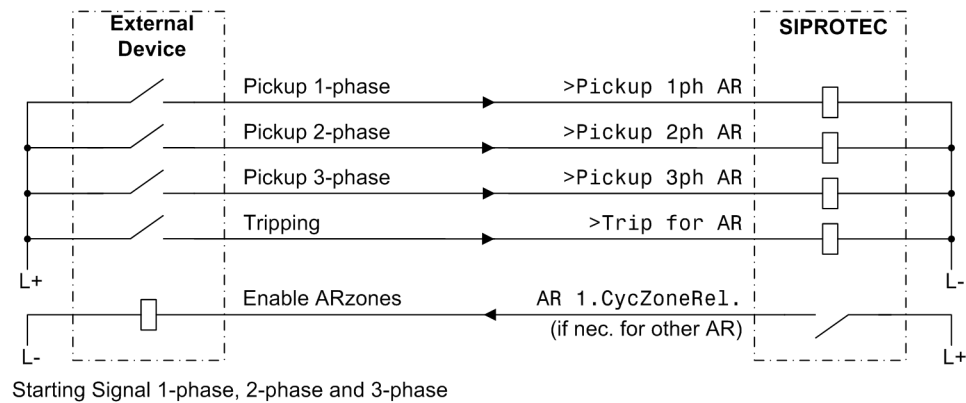 External
Device
SIPROTEC
Pickup 1-phase
>Pickup 1ph AR
Pickup 2-phase
>Pickup 2ph AR
Pickup 3-phase
>Pickup 3ph AR
Tripping
>Trip for AR
L+
L-
Enable ARzones
AR 1.CycZoneRel.
(if nec. for other AR)
L-
L+
Starting Signal 1-phase, 2-phase and 3-phase